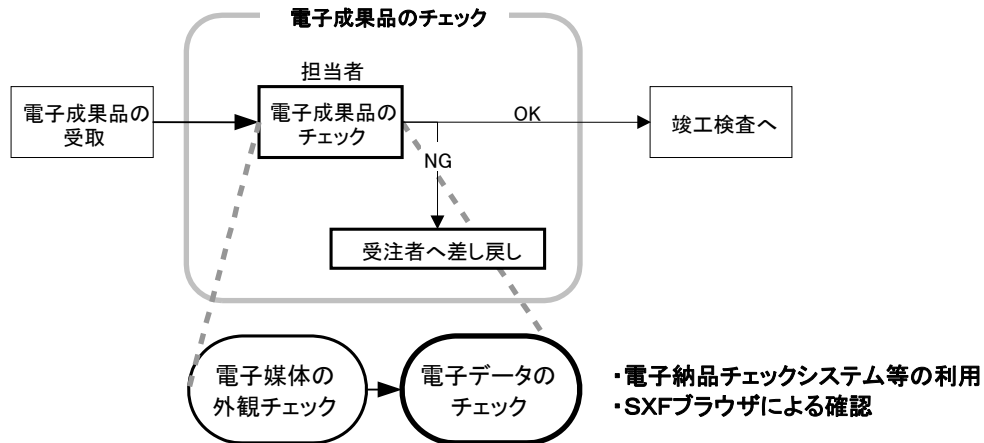 電子成果品のチェック
担当者
電子成果品の
受取
電子成果品の
チェック
OK
竣工検査へ
NG
受注者へ差し戻し
電子媒体の
外観チェック
電子データの
チェック
・電子納品チェックシステム等の利用
・SXFブラウザによる確認